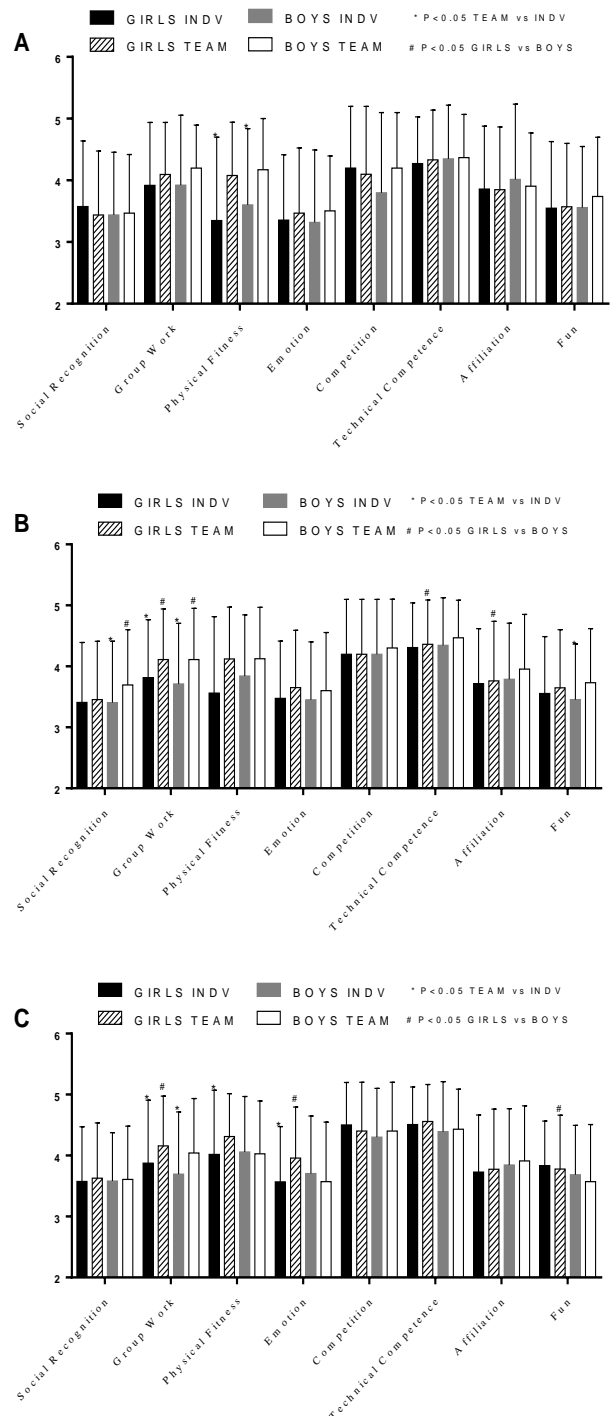 GIRLS INDV BOYS INDV * P<0.05 TEAM vs INDV
A GIRLS TEAM BOYS TEAM # P<0.05 GIRLS vs BOYS
6
5
* *
4
3
2
Social Recognition
Group Work
Physical Fitness
Emotion
Competition
Technical Competence
Affiliation
Fun
GIRLS INDV BOYS INDV * P<0.05 TEAM vs INDV
B GIRLS TEAM BOYS TEAM # P<0.05 GIRLS vs BOYS
6
5
* # * # * # # # *
4
3
2
Social Recognition
Group Work
Physical Fitness
Emotion
Competition
Technical Competence
Affiliation
Fun
GIRLS INDV BOYS INDV * P<0.05 TEAM vs INDV
C GIRLS TEAM BOYS TEAM # P<0.05 GIRLS vs BOYS
6
5
* # * * * # #
4
3
2
Social Recognition
Group Work
Physical Fitness
Emotion
Competition
Technical Competence
Affiliation
Fun